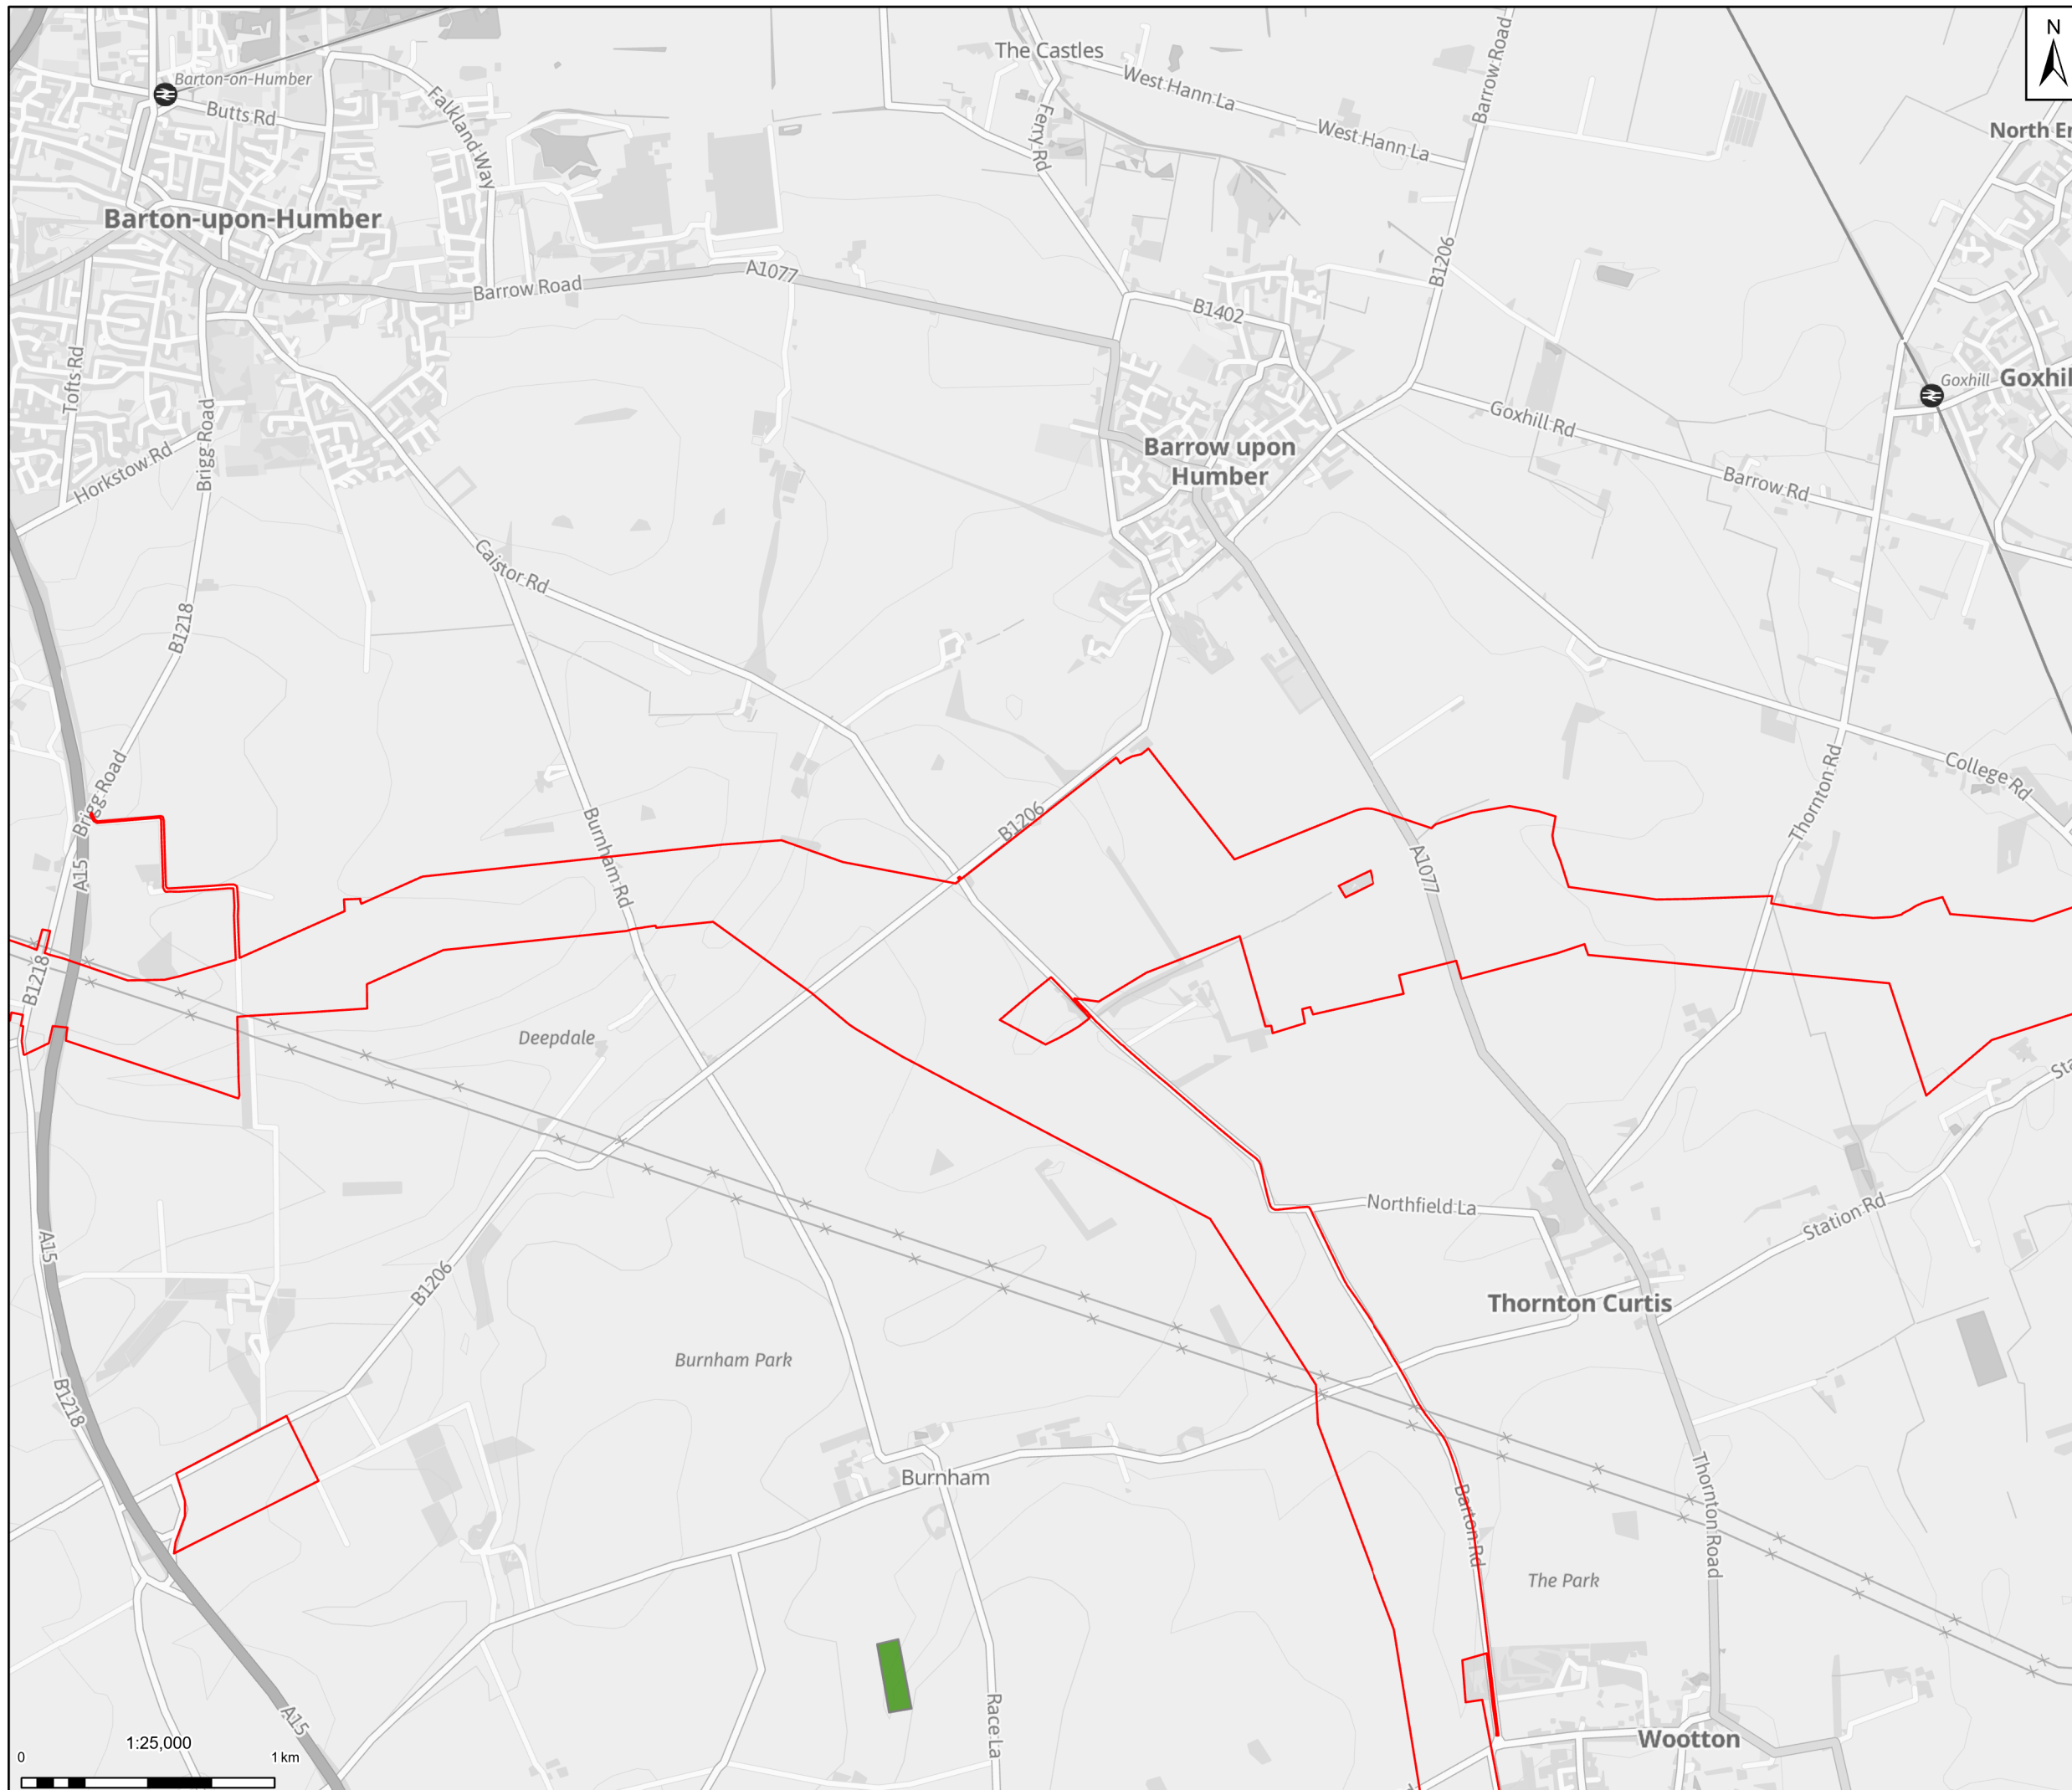 N
The Castles
Barton-on-Humber
West Hann La
Barrow Road
Butts Rd
Falkland Way
Ferry Rd
West Hann La
Barton-upon-Humber
B1206
A1077
Barrow Road
B1402
Tofts Rd
Goxhill
Goxhill Rd
Brigg Road
Barrow upon
Humber
Horkstow Rd
Barrow Rd
Caistor Rd
B1218
College Rd
Thornton Rd
Brigg Road
B1206
Burnham Rd
A15
A1077
B1218
Deepdale
Northfield La
Station Rd
A15
B1206
Thornton Curtis
Burnham Park
B1218
Burnham
Barton Rd
Thornton Road
The Park
A15
Race La
Wootton
1:25,000
0
1 km